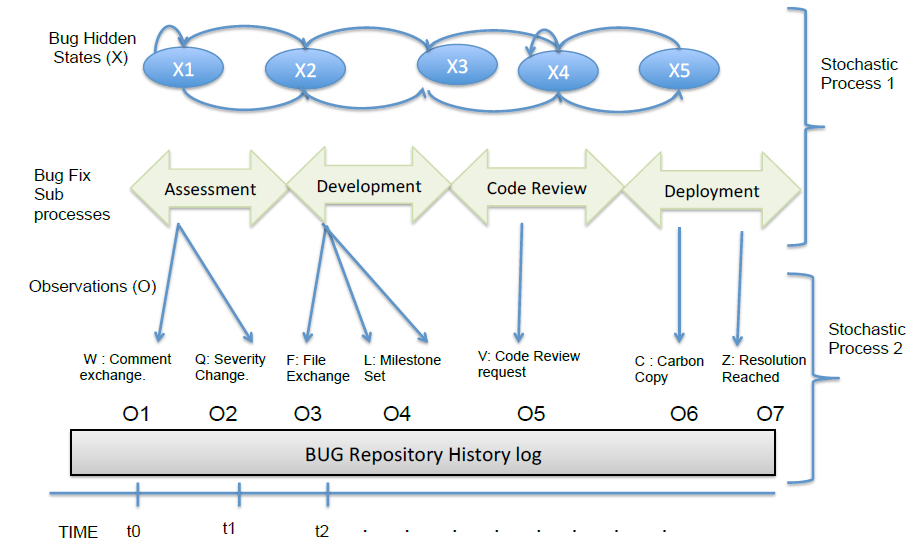 Bug Hidden
States (X)
X1
X2
X3
X4
X5
Stochastic
Process 1
Bug Fix
Sub
processes
Assessment
Development
Code Review
Deployment
Observations (O)
Stochastic
Process 2
W : Comment
exchange.
Q: Severity
Change.
F: File
Exchange
L: Milestone
Set
V: Code Review
request
C : Carbon
Copy
Z: Resolution
Reached
O1 O2 O3 O4 O5 O6 O7
BUG Repository History log
TIME t0 t1 t2 . . . . . . . .